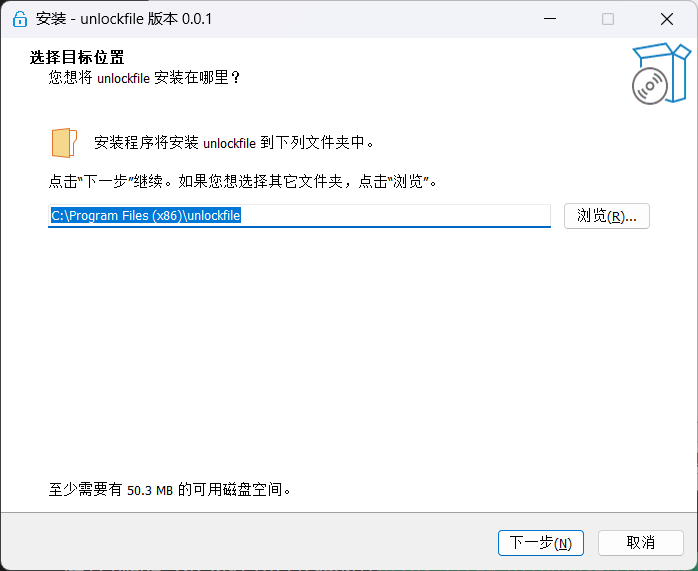 安装 - unlockfile 版本 0.0.1
选择目标位置
您想将 unlockfile 安装在哪里？
安装程序将安装 unlockfile 到下列文件夹中。
点击“下一步”继续。如果您想选择其它文件夹，点击“浏览”。
C:\Program Files (x86)\unlockfile
浏览(R)...
至少需要有 50.3 MB 的可用磁盘空间。
下一步(N)
取消